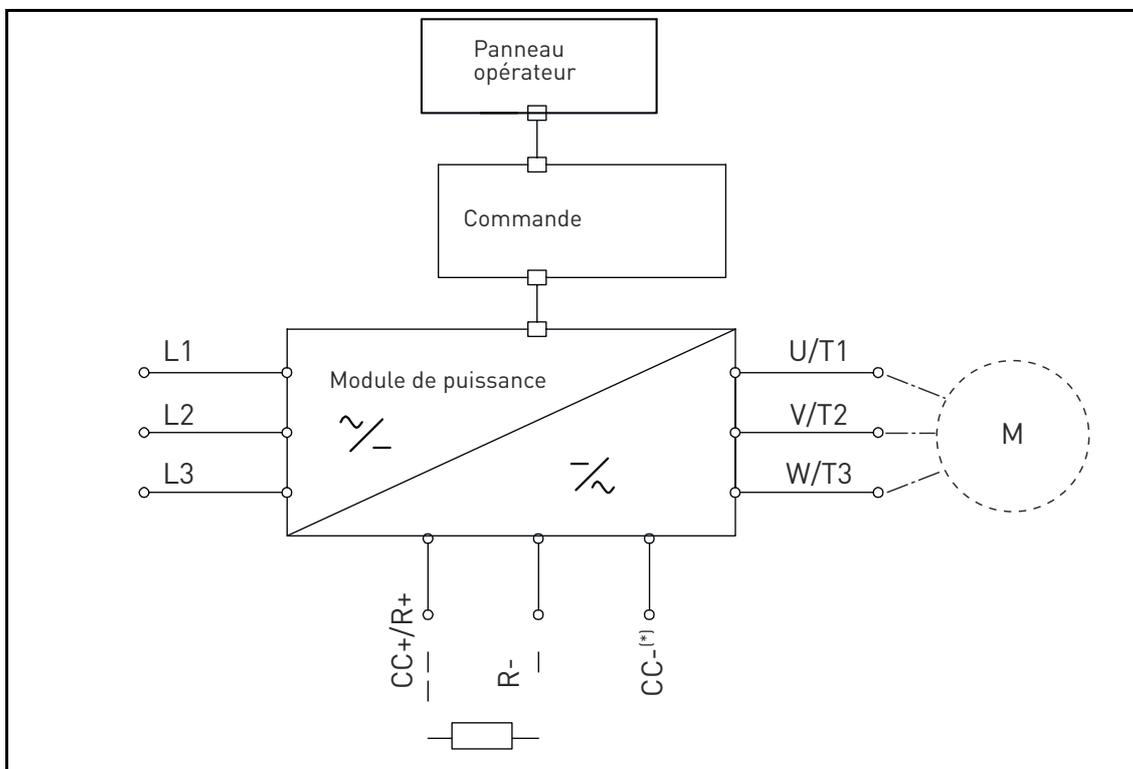 Panneau
opérateur
Commande
L1
L2
L3
Module de puissance
U/T1
V/T2
W/T3
M
CC+/R+
R-
CC-(*)